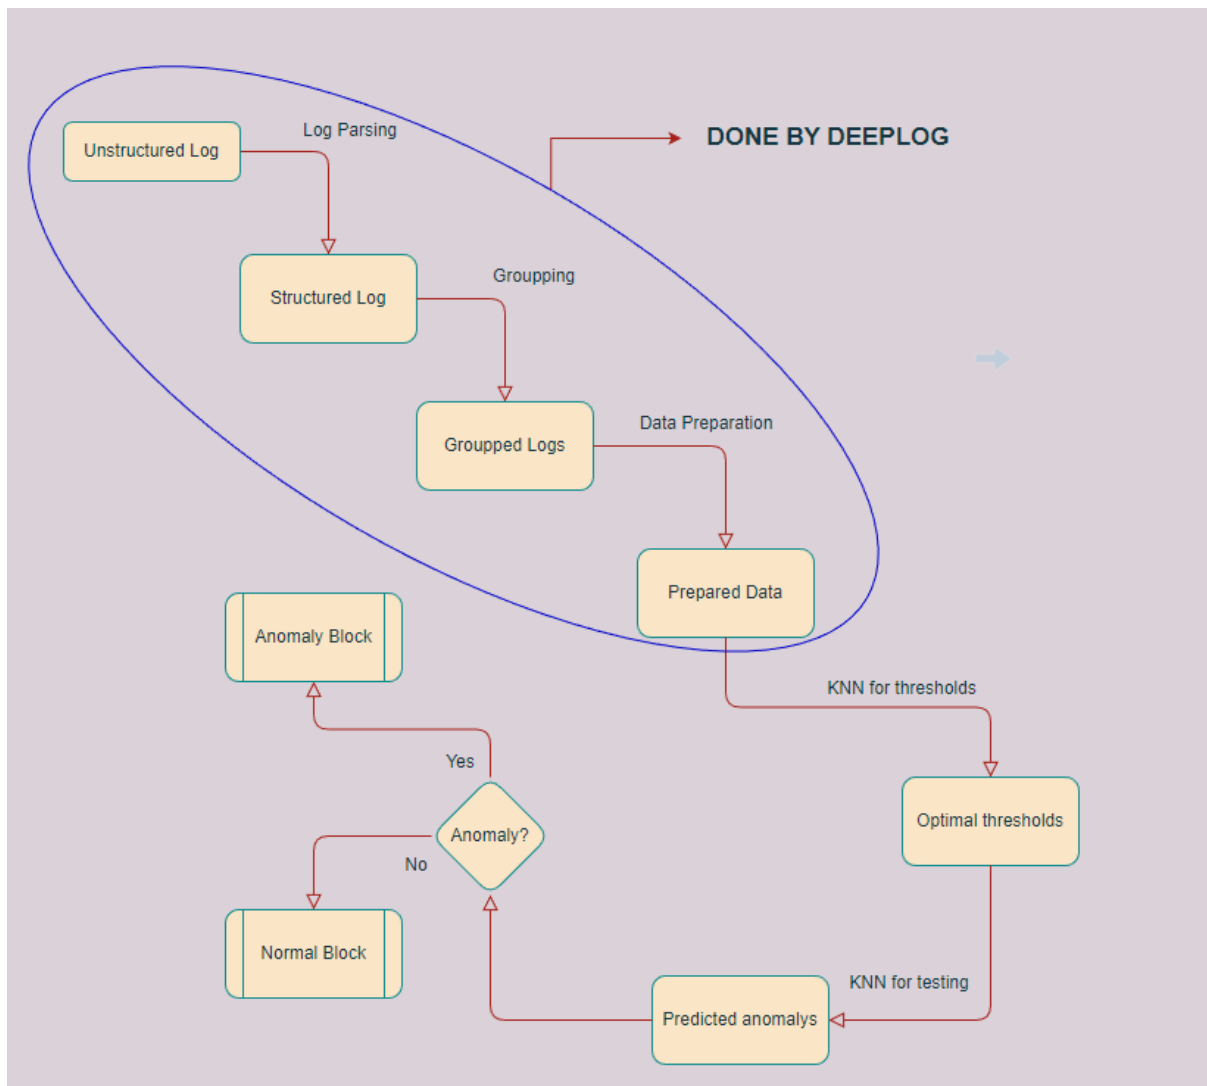 Log Parsing
DONE BY DEEPLOG
Unstructured Log
Groupping
Structured Log
Data Preparation
Groupped Logs
Prepared Data
Anomaly Block
KNN for thresholds
Yes
Optimal thresholds
Anomaly?
No
Normal Block
KNN for testing
Predicted anomalys